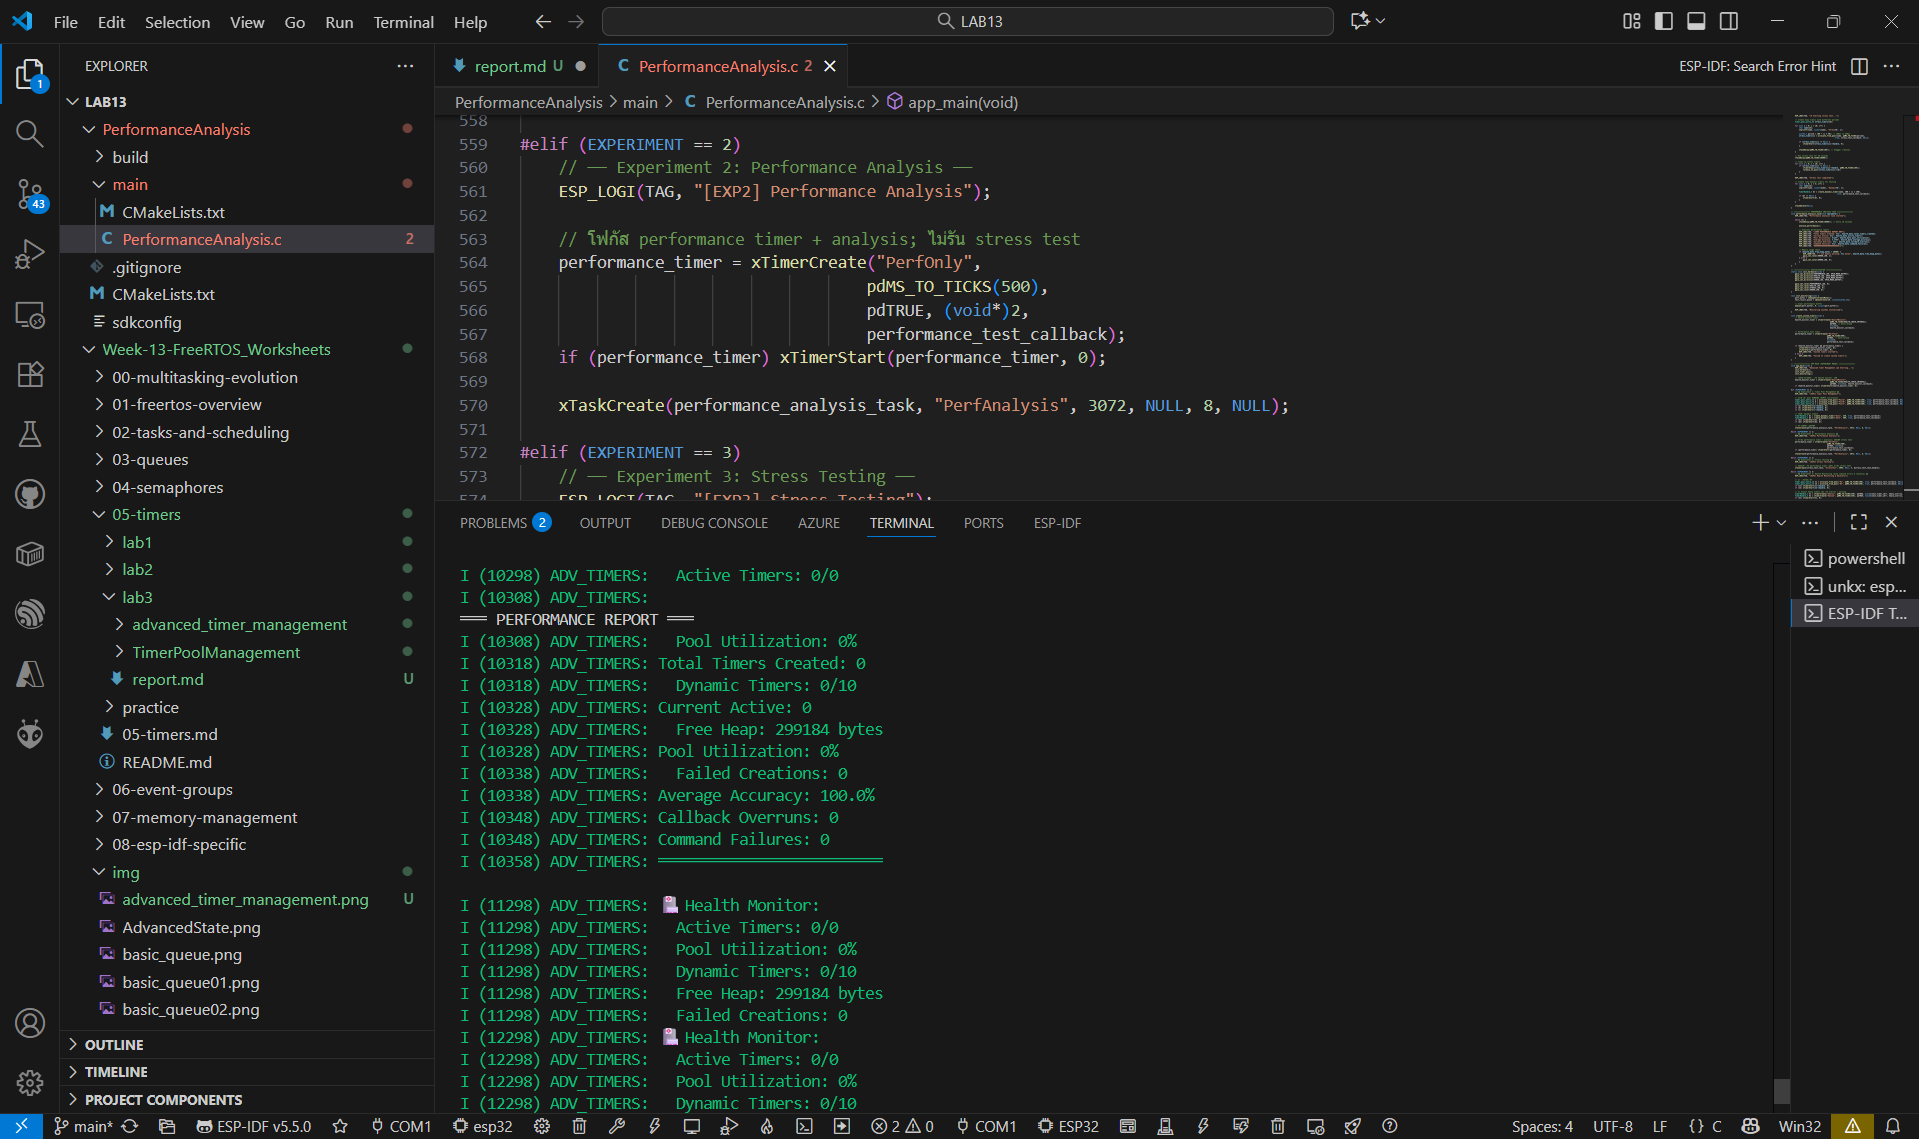 File Edit Selection View Go Run Terminal Help
LAB13
EXPLORER
LAB13
PerformanceAnalysis
build
main
CMakeLists.txt
PerformanceAnalysis.c 2
.gitignore
CMakeLists.txt
sdkconfig
Week-13-FreeRTOS_Worksheets
00-multitasking-evolution
01-freertos-overview
02-tasks-and-scheduling
03-queues
04-semaphores
05-timers
lab1
lab2
lab3
advanced_timer_management
TimerPoolManagement
report.md U
practice
05-timers.md
README.md
06-event-groups
07-memory-management
08-esp-idf-specific
img
advanced_timer_management.png U
AdvancedState.png
basic_queue.png
basic_queue01.png
basic_queue02.png
OUTLINE
TIMELINE
PROJECT COMPONENTS
1
43
report.md U
PerformanceAnalysis.c 2
ESP-IDF: Search Error Hint
PerformanceAnalysis > main > C PerformanceAnalysis.c > app_main(void)
558
559 #elif (EXPERIMENT == 2)
560 // —— Experiment 2: Performance Analysis ——
561 ESP_LOGI(TAG, "[EXP2] Performance Analysis");
562
563 // โฟกัส performance timer + analysis; ไม่รัน stress test
564 performance_timer = xTimerCreate("PerfOnly",
565 pdMS_TO_TICKS(500),
566 pdTRUE, (void*)2,
567 performance_test_callback);
568 if (performance_timer) xTimerStart(performance_timer, 0);
569
570 xTaskCreate(performance_analysis_task, "PerfAnalysis", 3072, NULL, 8, NULL);
571
572 #elif (EXPERIMENT == 3)
573 // —— Experiment 3: Stress Testing ——
574 ESP_LOGI(TAG, "[EXP3] Stress Testing");
PROBLEMS 2 OUTPUT DEBUG CONSOLE AZURE TERMINAL PORTS ESP-IDF
powershell
unkx: esp...
ESP-IDF T...
I (10298) ADV_TIMERS: Active Timers: 0/0
I (10308) ADV_TIMERS:
═══ PERFORMANCE REPORT ═══
I (10308) ADV_TIMERS: Pool Utilization: 0%
I (10318) ADV_TIMERS: Total Timers Created: 0
I (10318) ADV_TIMERS: Dynamic Timers: 0/10
I (10328) ADV_TIMERS: Current Active: 0
I (10328) ADV_TIMERS: Free Heap: 299184 bytes
I (10328) ADV_TIMERS: Pool Utilization: 0%
I (10338) ADV_TIMERS: Failed Creations: 0
I (10338) ADV_TIMERS: Average Accuracy: 100.0%
I (10348) ADV_TIMERS: Callback Overruns: 0
I (10348) ADV_TIMERS: Command Failures: 0
I (10358) ADV_TIMERS: ═════════════════════════
I (11298) ADV_TIMERS: Health Monitor:
I (11298) ADV_TIMERS: Active Timers: 0/0
I (11298) ADV_TIMERS: Pool Utilization: 0%
I (11298) ADV_TIMERS: Dynamic Timers: 0/10
I (11298) ADV_TIMERS: Free Heap: 299184 bytes
I (11298) ADV_TIMERS: Failed Creations: 0
I (12298) ADV_TIMERS: Health Monitor:
I (12298) ADV_TIMERS: Active Timers: 0/0
I (12298) ADV_TIMERS: Pool Utilization: 0%
I (12298) ADV_TIMERS: Dynamic Timers: 0/10
main* ESP-IDF v5.5.0 COM1 esp32 2 0 COM1 ESP32 Spaces: 4 UTF-8 LF {} C Win32